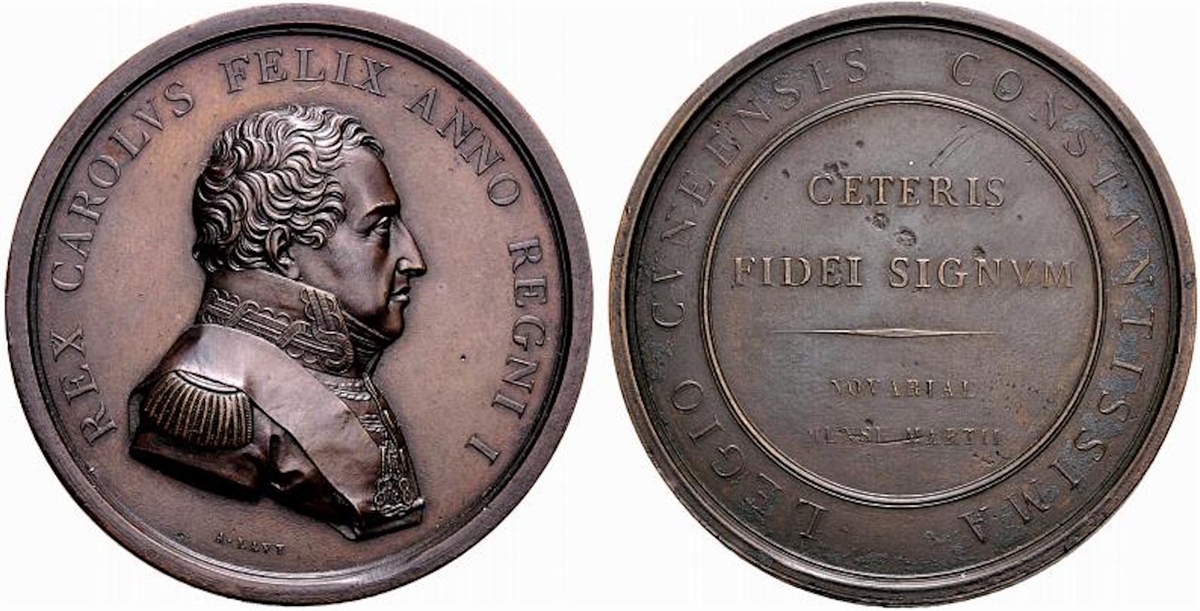 REX CAROLVS FELIX ANNO REGNI I
A·LAVY
LEGIO CVNEENSIS CONSTANTISSIMA
CETERIS
FIDEI SIGNVM
NOVARIAE
MENSE MARTII